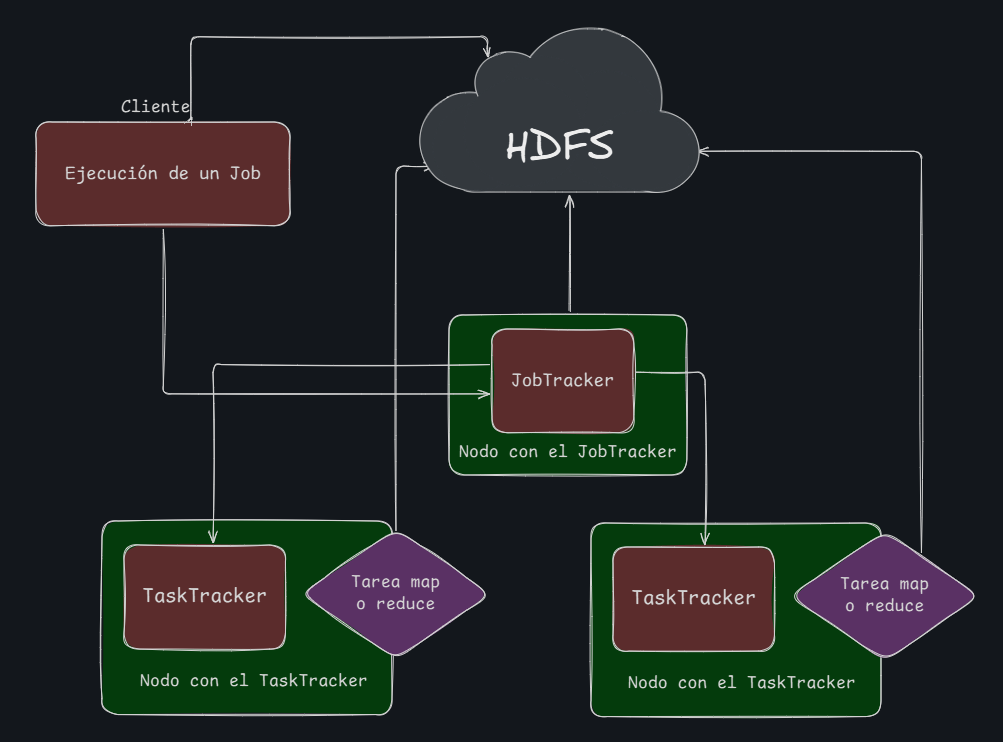 Cliente
HDFS
Ejecución de un Job
JobTracker
Nodo con el JobTracker
TaskTracker
Tarea map
o reduce
Nodo con el TaskTracker
TaskTracker
Tarea map
o reduce
Nodo con el TaskTracker